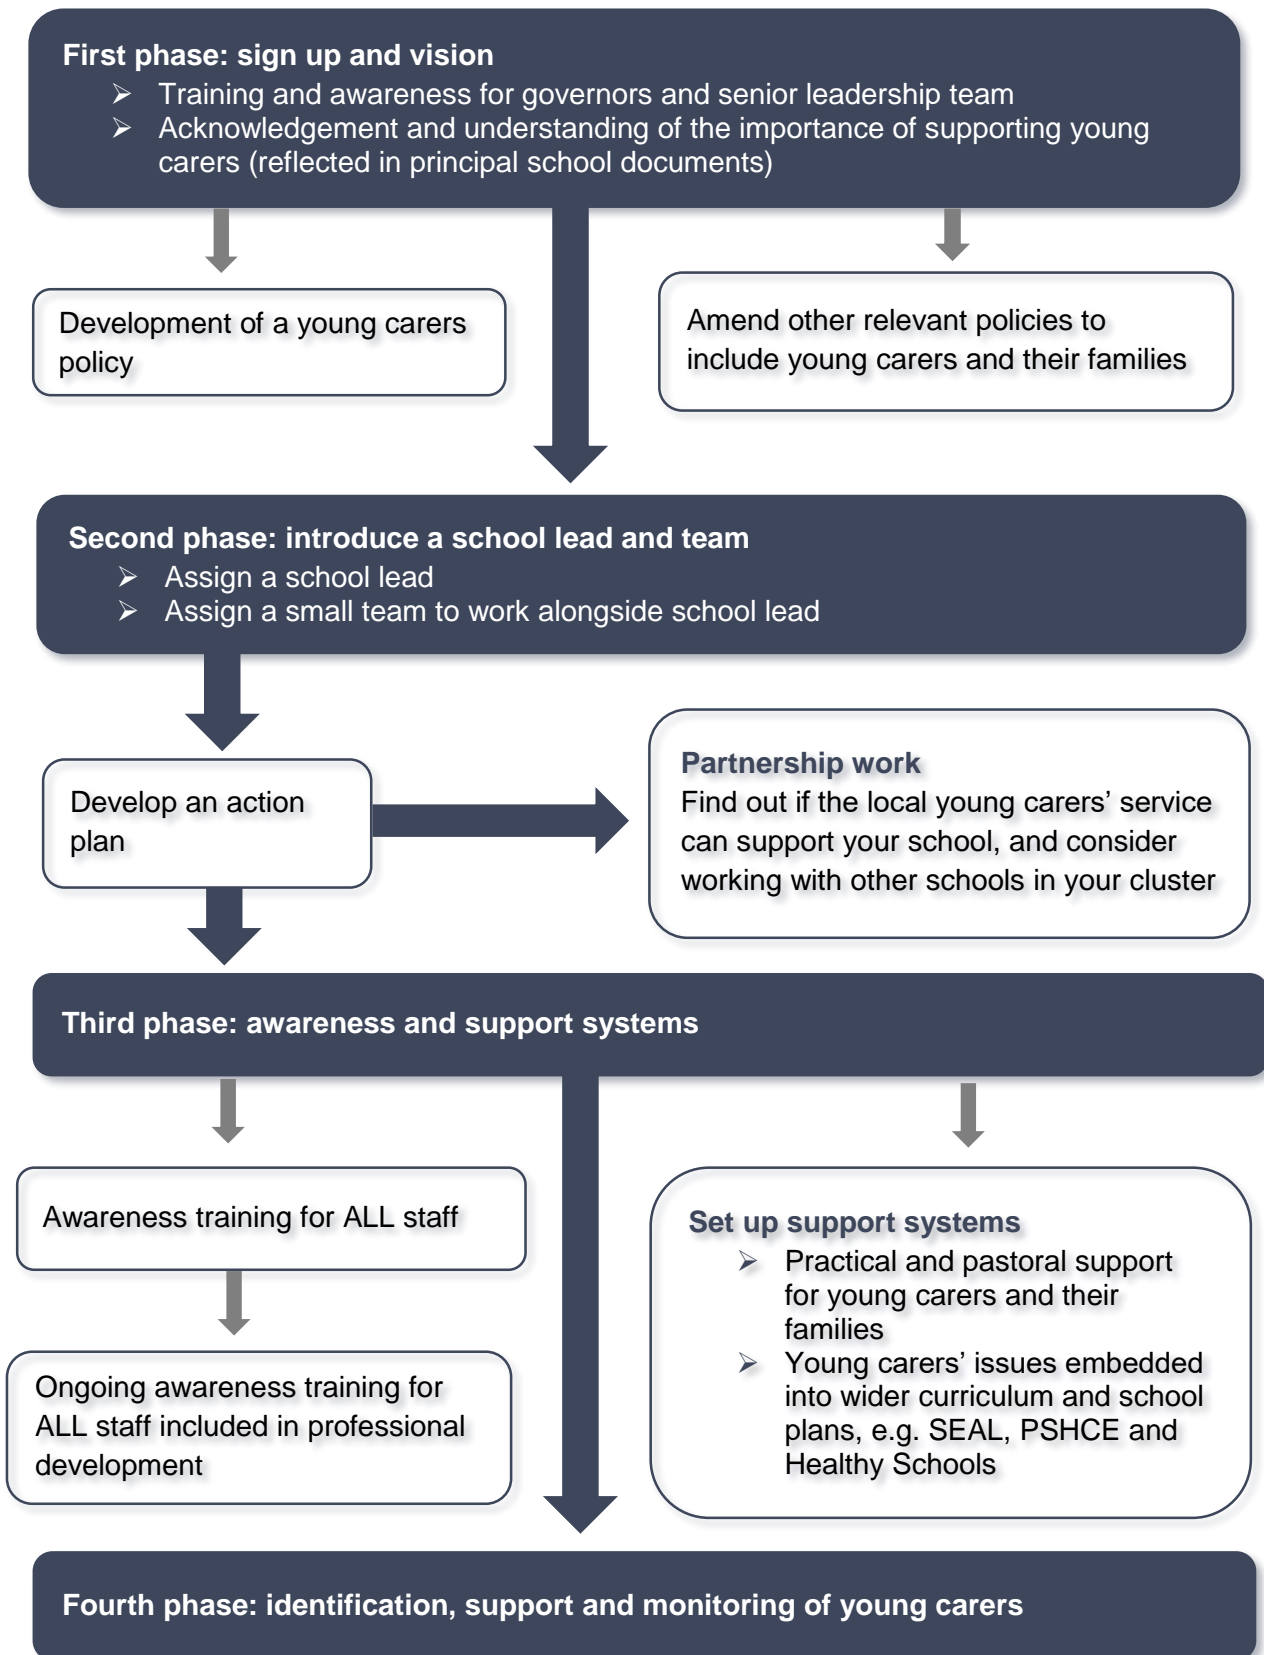 First phase: sign up and vision
➢ Training and awareness for governors and senior leadership team
➢ Acknowledgement and understanding of the importance of supporting young
carers (reflected in principal school documents)
Development of a young carers
policy
Amend other relevant policies to
include young carers and their families
Second phase: introduce a school lead and team
➢ Assign a school lead
➢ Assign a small team to work alongside school lead
Develop an action
plan
Partnership work
Find out if the local young carers’ service
can support your school, and consider
working with other schools in your cluster
Third phase: awareness and support systems
Awareness training for ALL staff
Ongoing awareness training for
ALL staff included in professional
development
Set up support systems
➢ Practical and pastoral support
for young carers and their
families
➢ Young carers’ issues embedded
into wider curriculum and school
plans, e.g. SEAL, PSHCE and
Healthy Schools
Fourth phase: identification, support and monitoring of young carers